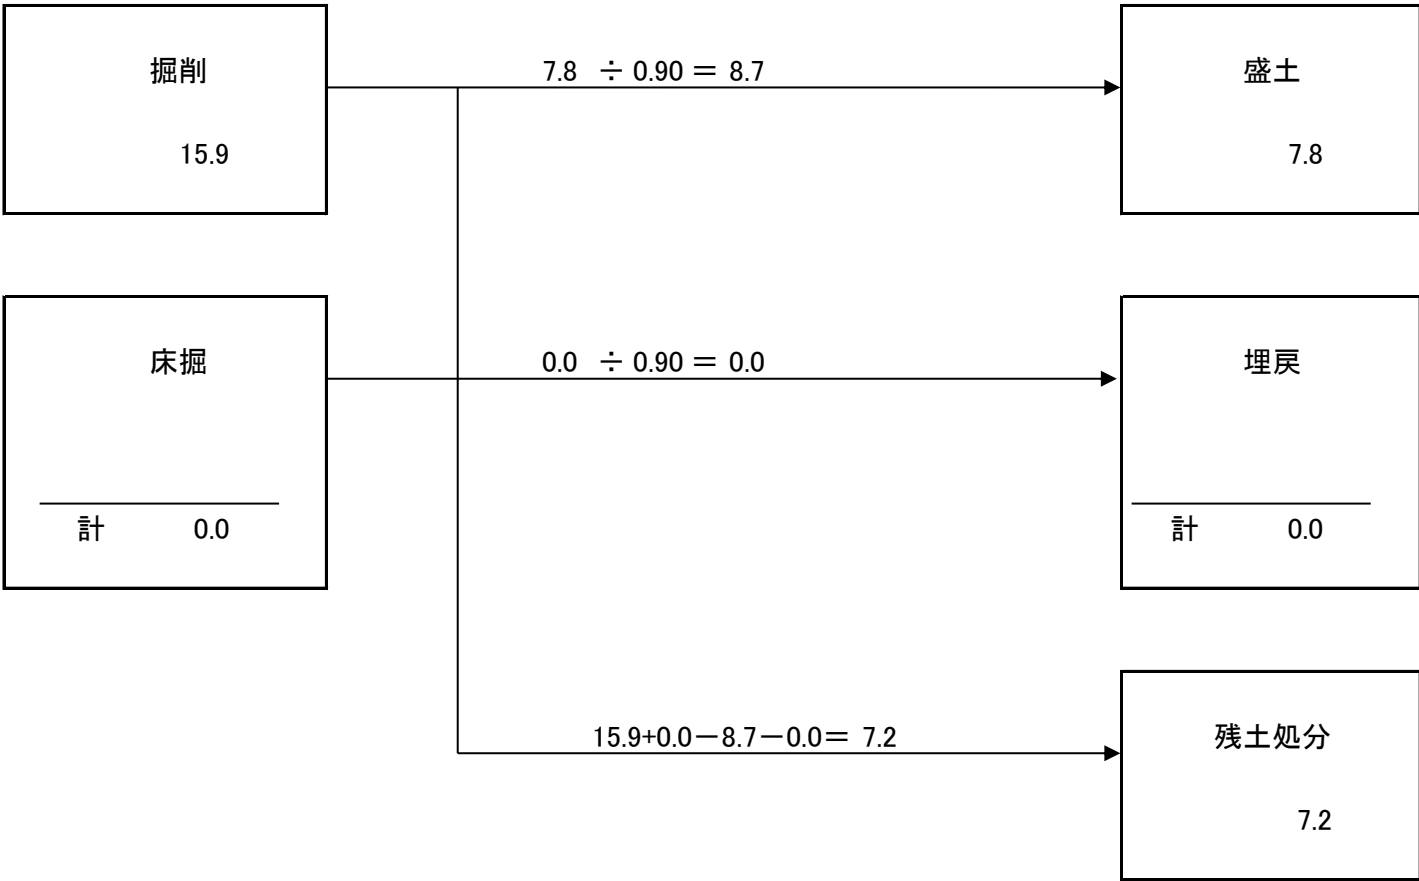 掘削
7.8 ÷ 0.90 = 8.7
盛土
15.9
7.8
床掘
0.0 ÷ 0.90 = 0.0
埋戻
計 0.0
計 0.0
15.9+0.0-8.7-0.0= 7.2
残土処分
7.2